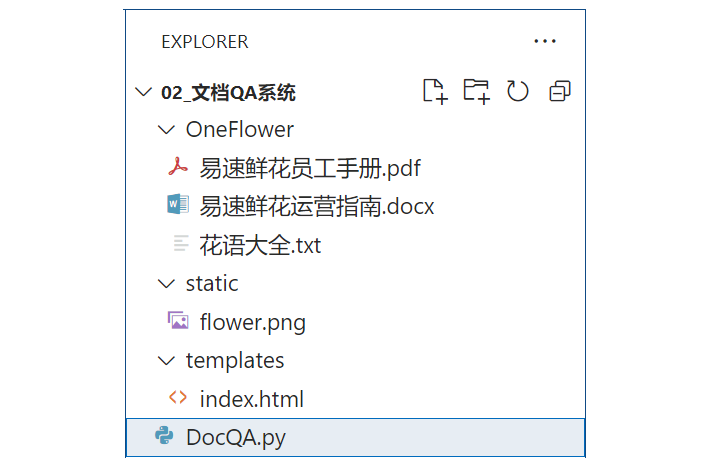 EXPLORER
02_文档QA系统
OneFlower
易速鲜花员工手册.pdf
易速鲜花运营指南.docx
花语大全.txt
static
flower.png
templates
index.html
DocQA.py